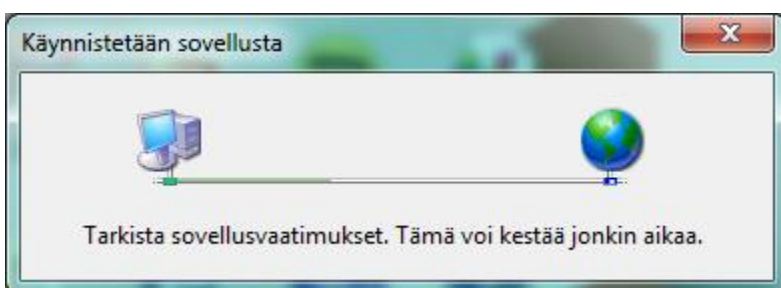 Käynnistetään sovellusta
Tarkista sovellusvaatimukset. Tämä voi kestää jonkin aikaa.